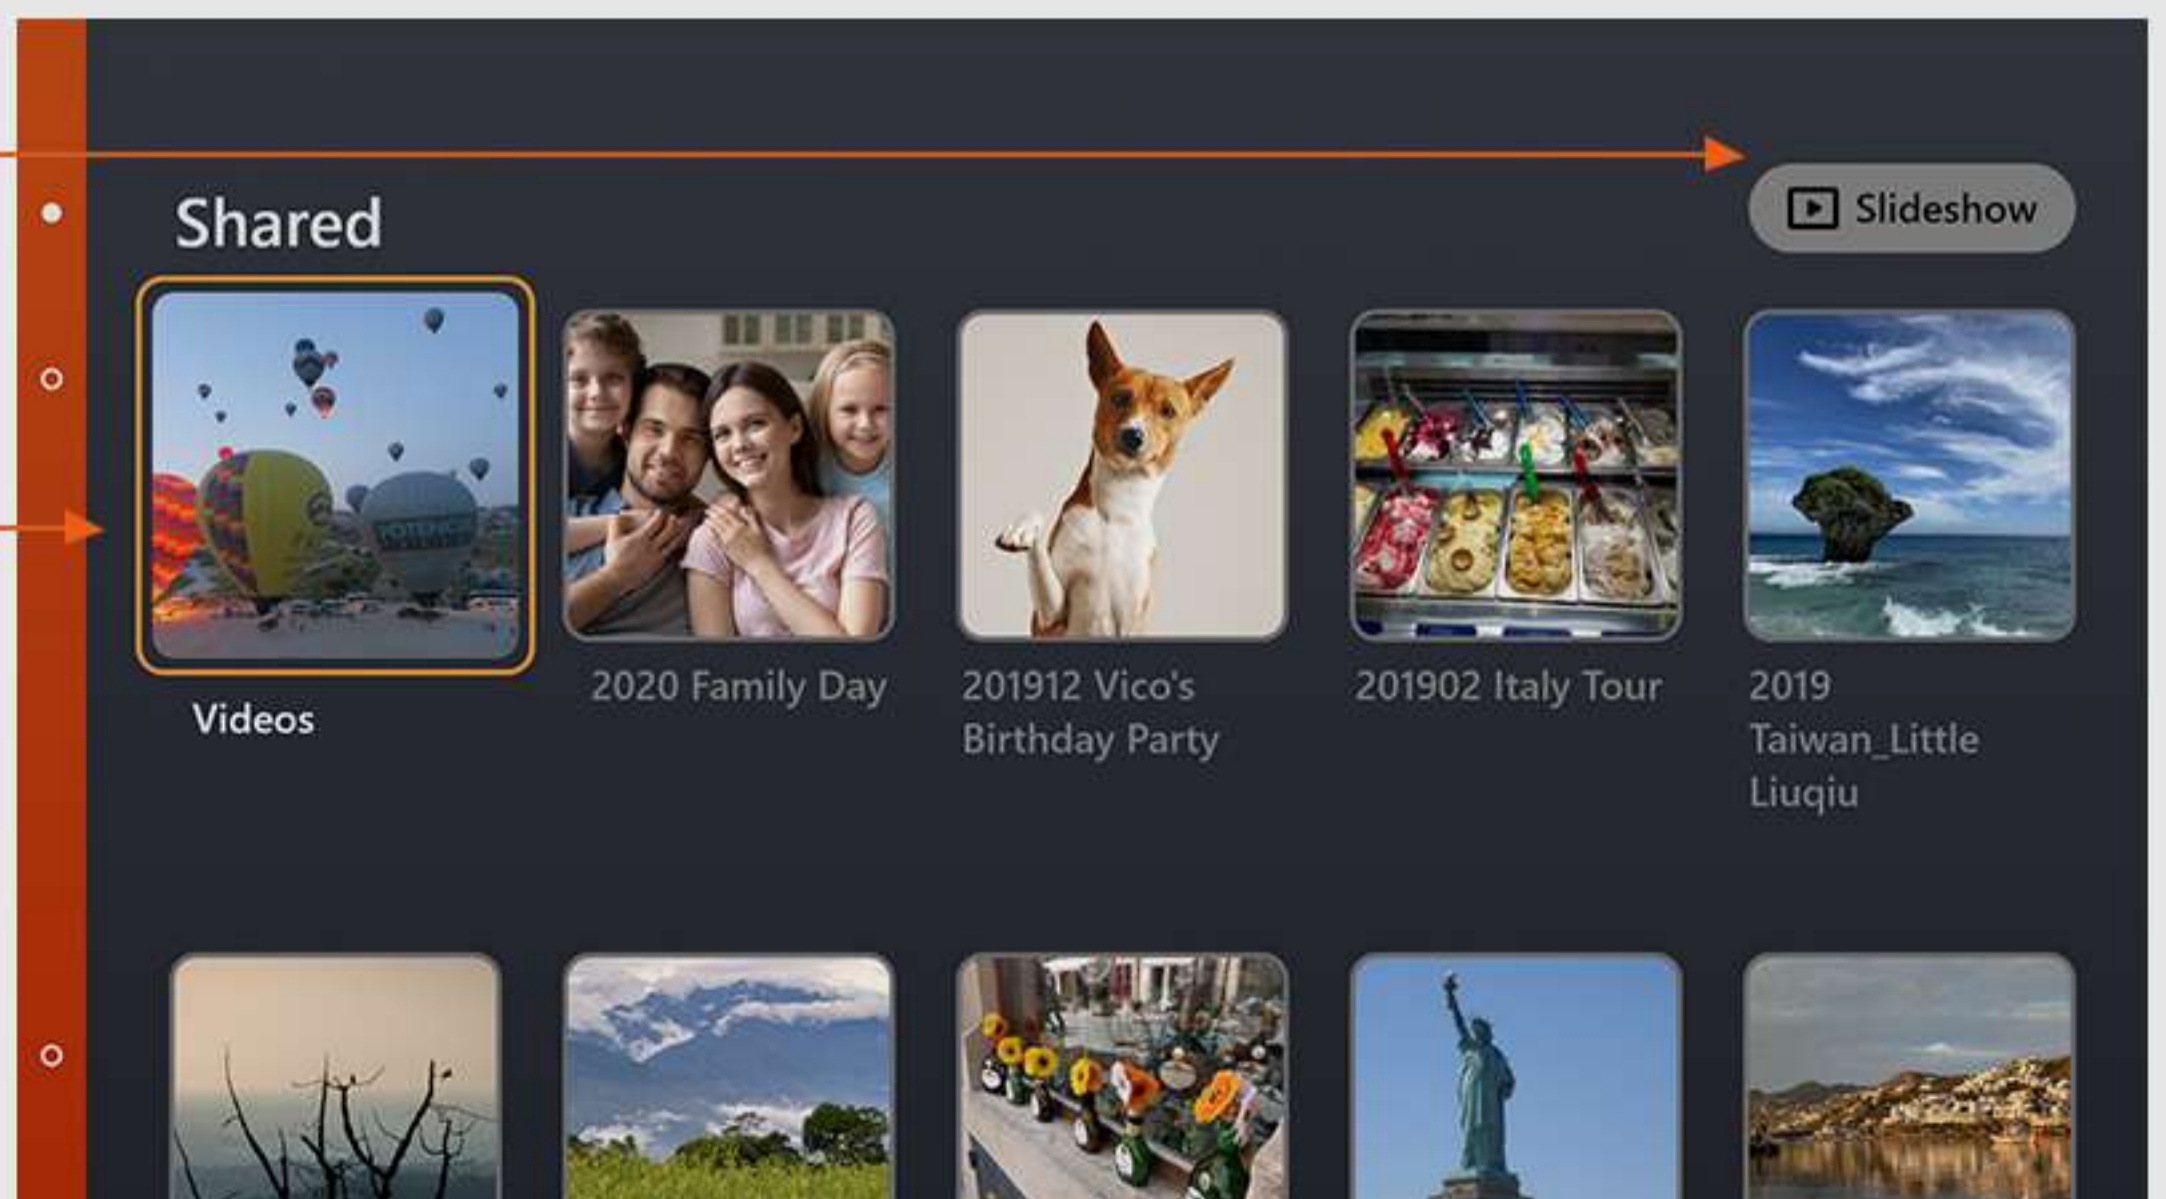 Shared
Slideshow
Videos
2020 Family Day
201912 Vico's
Birthday Party
201902 Italy Tour
2019
Taiwan_Little
Liuqiu